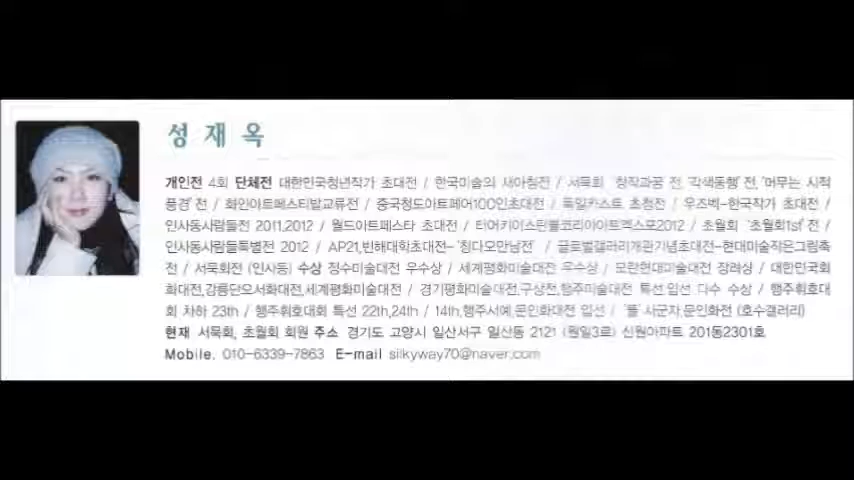 성 재 옥
개인전 4회 단체전 대한민국청년작가 초대전 / 한국미술의 새아침전 / 서목회 '창작과꿈 전,'각색동행'전,'머무는 시적
풍경'전 / 화인아트페스티발교류전 / 중국청도아트페어100인초대전 / 독일카스트 초청전 / 우즈벡-한국작가 초대전 /
인사동사람들전 2011,2012 / 월드아트페스타 초대전 / 터어키이스탄불코리아아트엑스포2012 / 초월회 '초월회1st'전 /
인사동사람들특별전 2012 / AP21,빈해대학초대전-'칭다오만남전' / 글로벌갤러리개관기념초대전-현대미술작은그림축
전 / 서목회전 (인사동) 수상 정수미술대전 우수상 / 세계평화미술대전 우수상 / 모란현대미술대전 장려상 / 대한민국회
화대전,강릉단오서화대전,세계평화미술대전 / 경기평화미술대전,구상전,행주미술대전 특선 입선 다수 수상 / 행주휘호대
회 차하 23th / 행주휘호대회 특선 22th,24th / 14th,행주서예,문인화대전 입선 / '뜰' 사군자,문인화전 (호수갤러리)
현재 서목회, 초월회 회원 주소 경기도 고양시 일산서구 일산동 2121 (원일3로) 신원아파트 201동2301호
Mobile. 010-6339-7863 E-mail silkyway70@naver.com